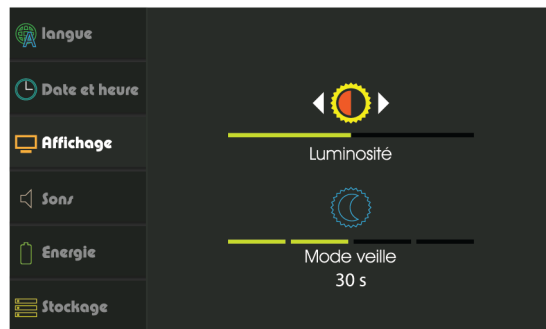 langue
Date et heure
Affichage
Sons
Energie
Stockage
Luminosité
Mode veille
30 s